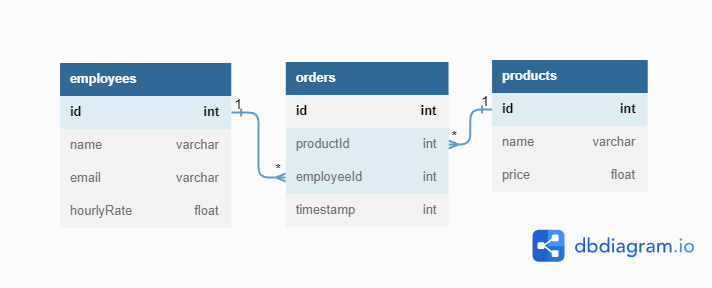 employees
id int
name varchar
email varchar
hourlyRate float
1
*
orders
id int
productId int
employeeId int
timestamp int
*
1
products
id int
name varchar
price float
dbdiagram.io